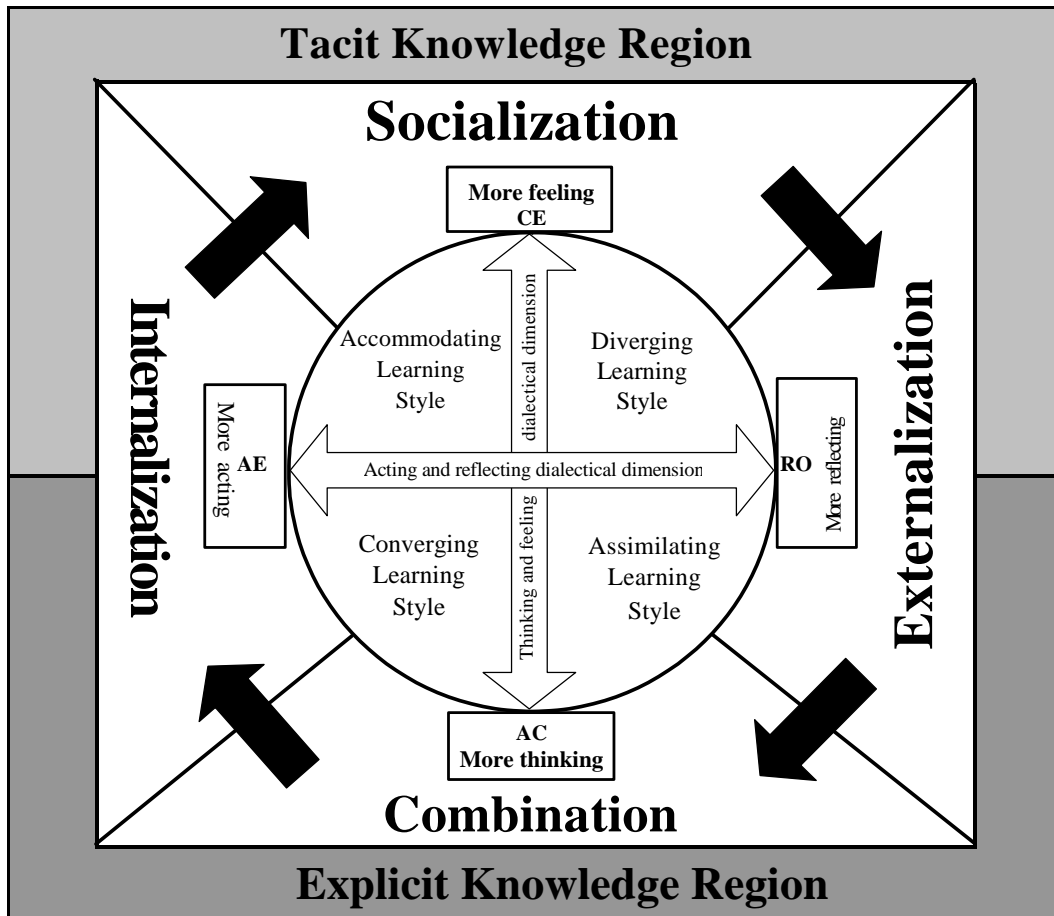 Tacit Knowledge Region
Socialization
More feeling
CE
Internalization
Externalization
Accommodating
Learning
Style
dialectical dimension
Diverging
Learning
Style
More acting
AE
Acting and reflecting dialectical dimension
RO
More reflecting
Converging
Learning
Style
Thinking and feeling
Assimilating
Learning
Style
AC
More thinking
Combination
Explicit Knowledge Region